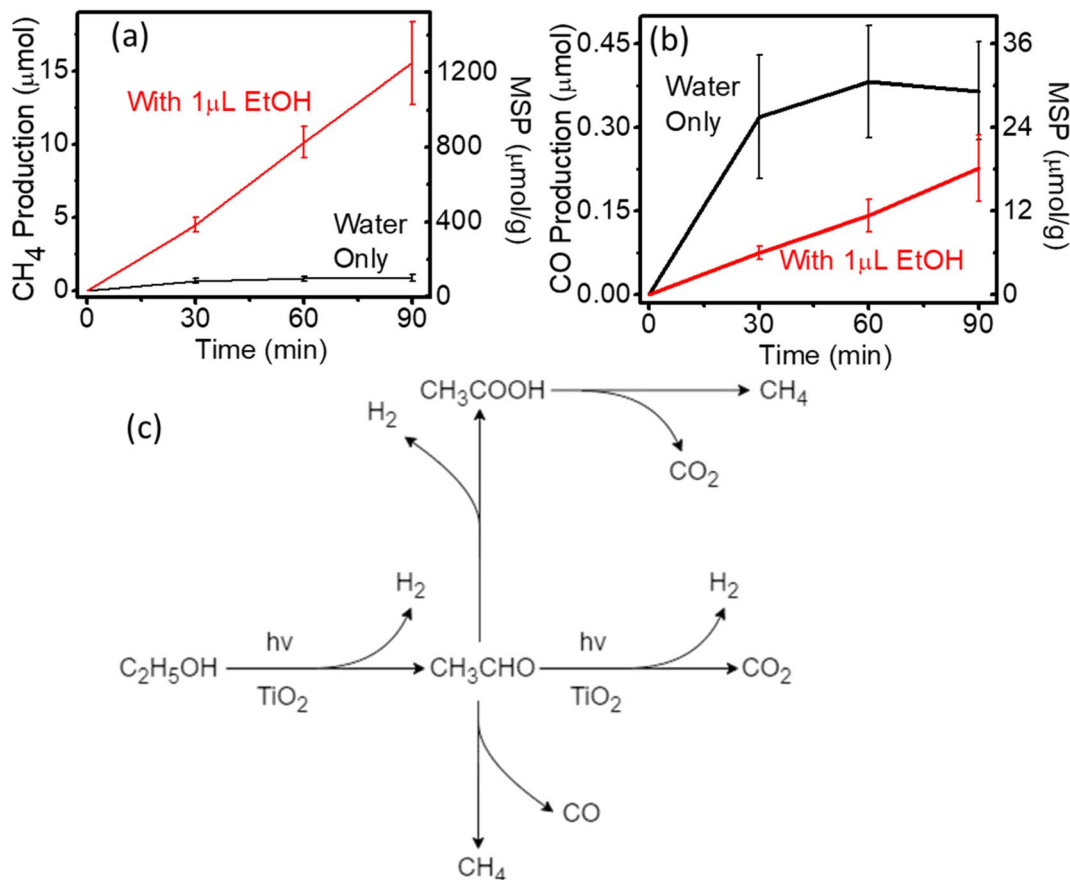 (a)
CH₄ Production (μmol)
15
10
5
0
With 1μL EtOH
Water
Only
1200
800
400
0
MSP (μmol/g)
0 30 60 90
Time (min)
(b)
CO Production (μmol)
0.45
0.30
0.15
0.00
Water
Only
With 1μL EtOH
36
24
12
0
MSP (μmol/g)
0 30 60 90
Time (min)
(c)
H₂
CH₃COOH
CH₄
CO₂
H₂
H₂
hv
hv
C₂H₅OH
CH₃CHO
CO₂
TiO₂
TiO₂
CO
CH₄